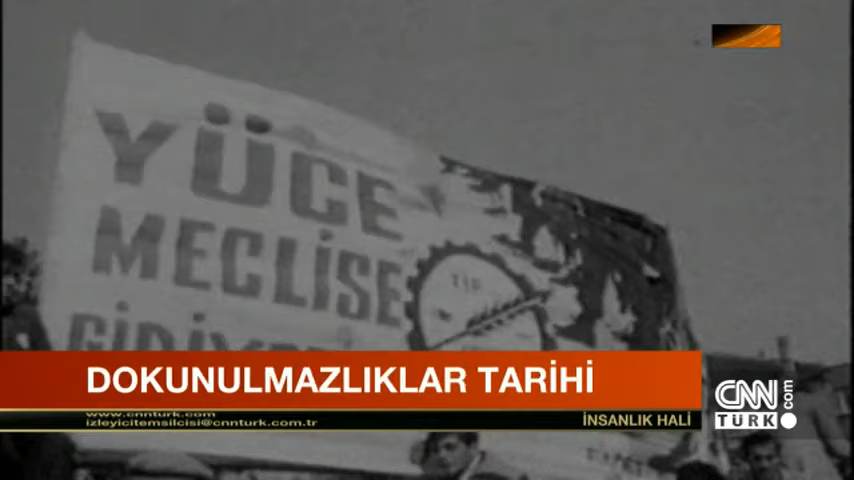 YÜCE
MECLİSE
TİP
DOKUNULMAZLIKLAR TARİHİ
www.cnnturk.com
izleyicitemsilcisi@cnnturk.com.tr
İNSANLIK HALİ
CNN
TÜRK
.com